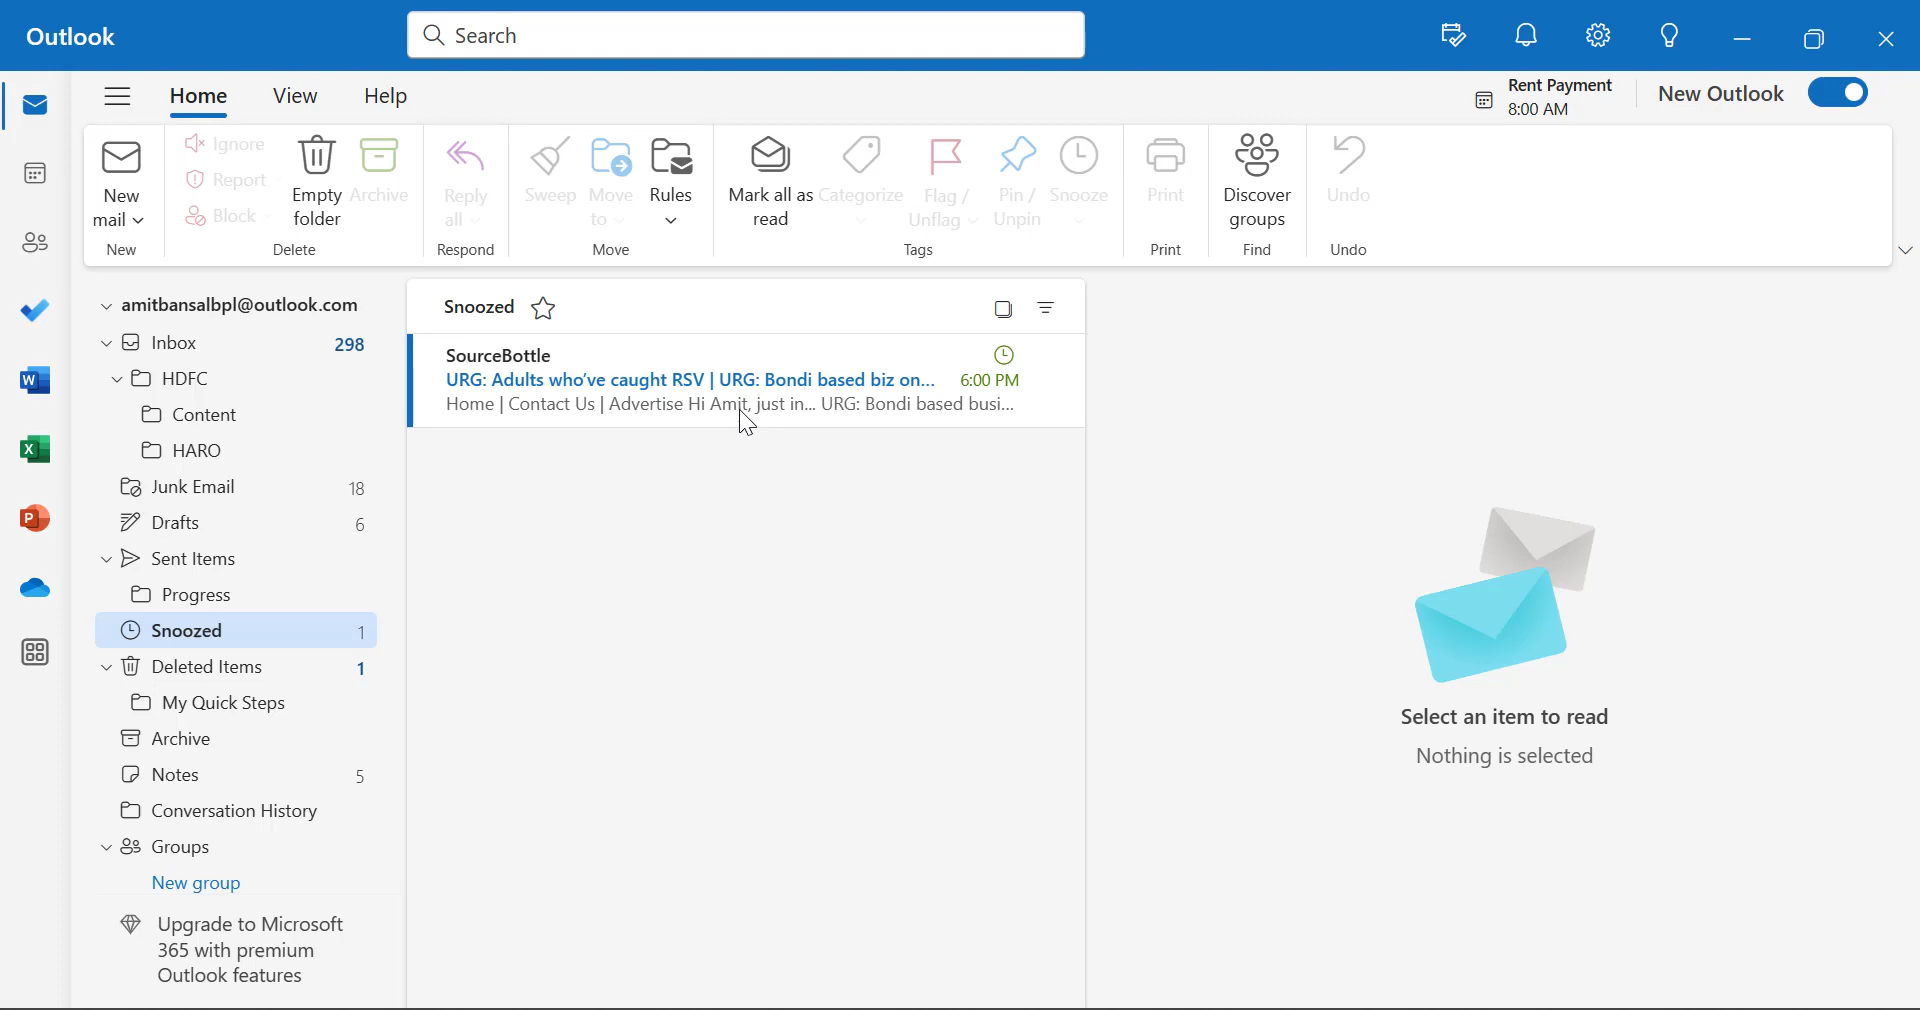 Outlook
Search
Home View Help
Rent Payment
8:00 AM
New Outlook
New
mail
New
Ignore
Report
Block
Empty
folder
Archive
Delete
Reply
all
Respond
Sweep
Move
to
Rules
Move
Mark all as
read
Categorize
Flag /
Unflag
Pin /
Unpin
Snooze
Tags
Print
Print
Discover
groups
Find
Undo
Undo
amitbansalbpl@outlook.com
Inbox 298
HDFC
Content
HARO
Junk Email 18
Drafts 6
Sent Items
Progress
Snoozed 1
Deleted Items 1
My Quick Steps
Archive
Notes 5
Conversation History
Groups
New group
Upgrade to Microsoft
365 with premium
Outlook features
Snoozed
SourceBottle
URG: Adults who've caught RSV | URG: Bondi based biz on... 6:00 PM
Home | Contact Us | Advertise Hi Amit, just in... URG: Bondi based busi...
Select an item to read
Nothing is selected
W
X
P